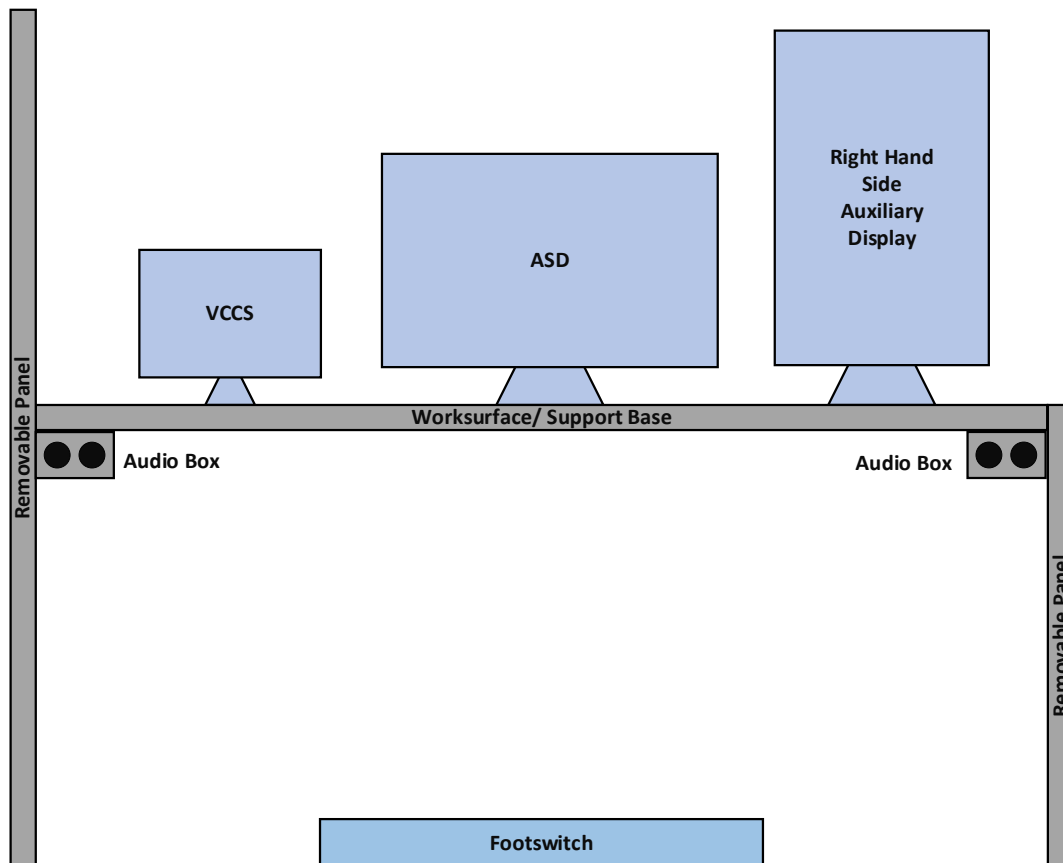 Right Hand
Side
Auxiliary
Display
ASD
VCCS
Removable Panel
Worksurface/ Support Base
Audio Box
Audio Box
Removable Panel
Footswitch